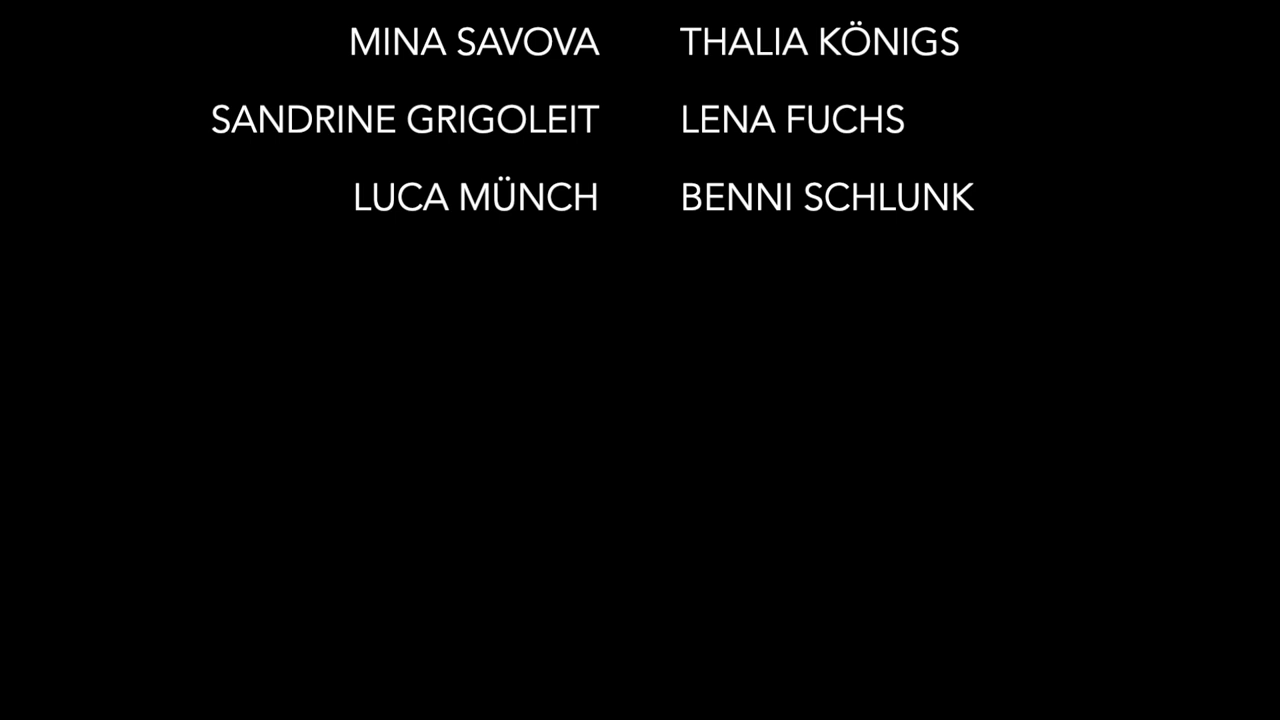 MINA SAVOVA THALIA KÖNIGS
SANDRINE GRIGOLEIT LENA FUCHS
LUCA MÜNCH BENNI SCHLUNK